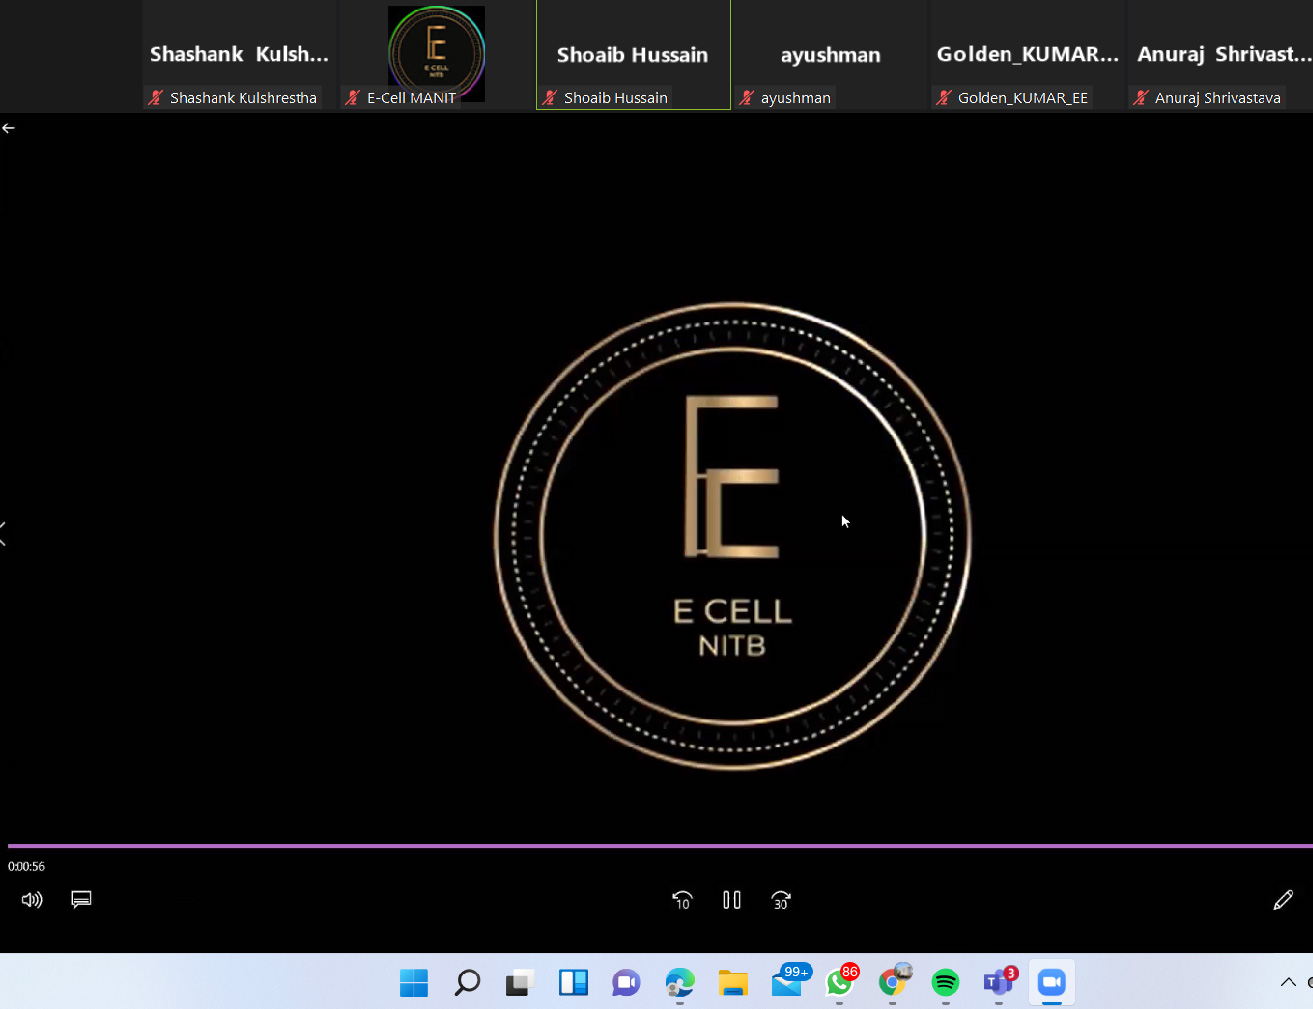 Shashank Kulsh...
E CELL
NITB
Shoaib Hussain
ayushman
Golden_KUMAR...
Anuraj Shrivast...
Shashank Kulshrestha
E-Cell MANIT
Shoaib Hussain
ayushman
Golden_KUMAR_EE
Anuraj Shrivastava
E CELL
NITB
0:00:56
10
30
99+
86
3